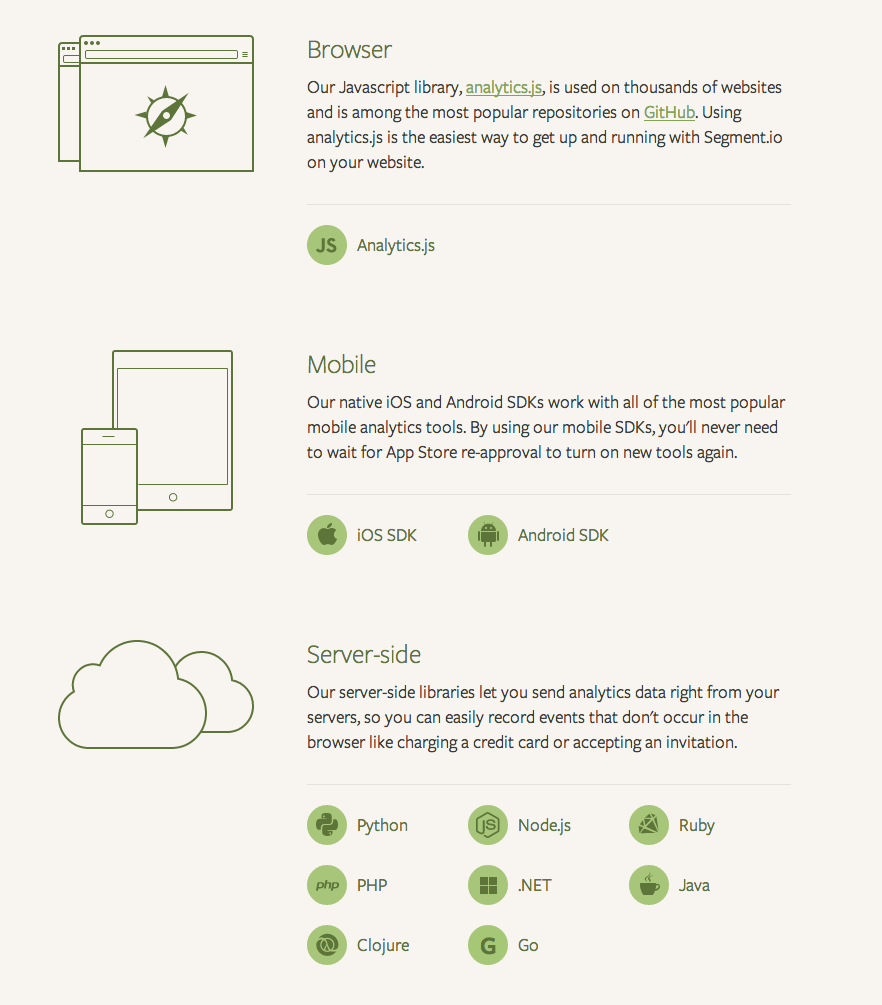 Browser
Our Javascript library, analytics.js, is used on thousands of websites
and is among the most popular repositories on GitHub. Using
analytics.js is the easiest way to get up and running with Segment.io
on your website.
JS Analytics.js
Mobile
Our native iOS and Android SDKs work with all of the most popular
mobile analytics tools. By using our mobile SDKs, you'll never need
to wait for App Store re-approval to turn on new tools again.
iOS SDK Android SDK
Server-side
Our server-side libraries let you send analytics data right from your
servers, so you can easily record events that don't occur in the
browser like charging a credit card or accepting an invitation.
Python JS Node.js Ruby
php PHP .NET Java
Clojure G Go